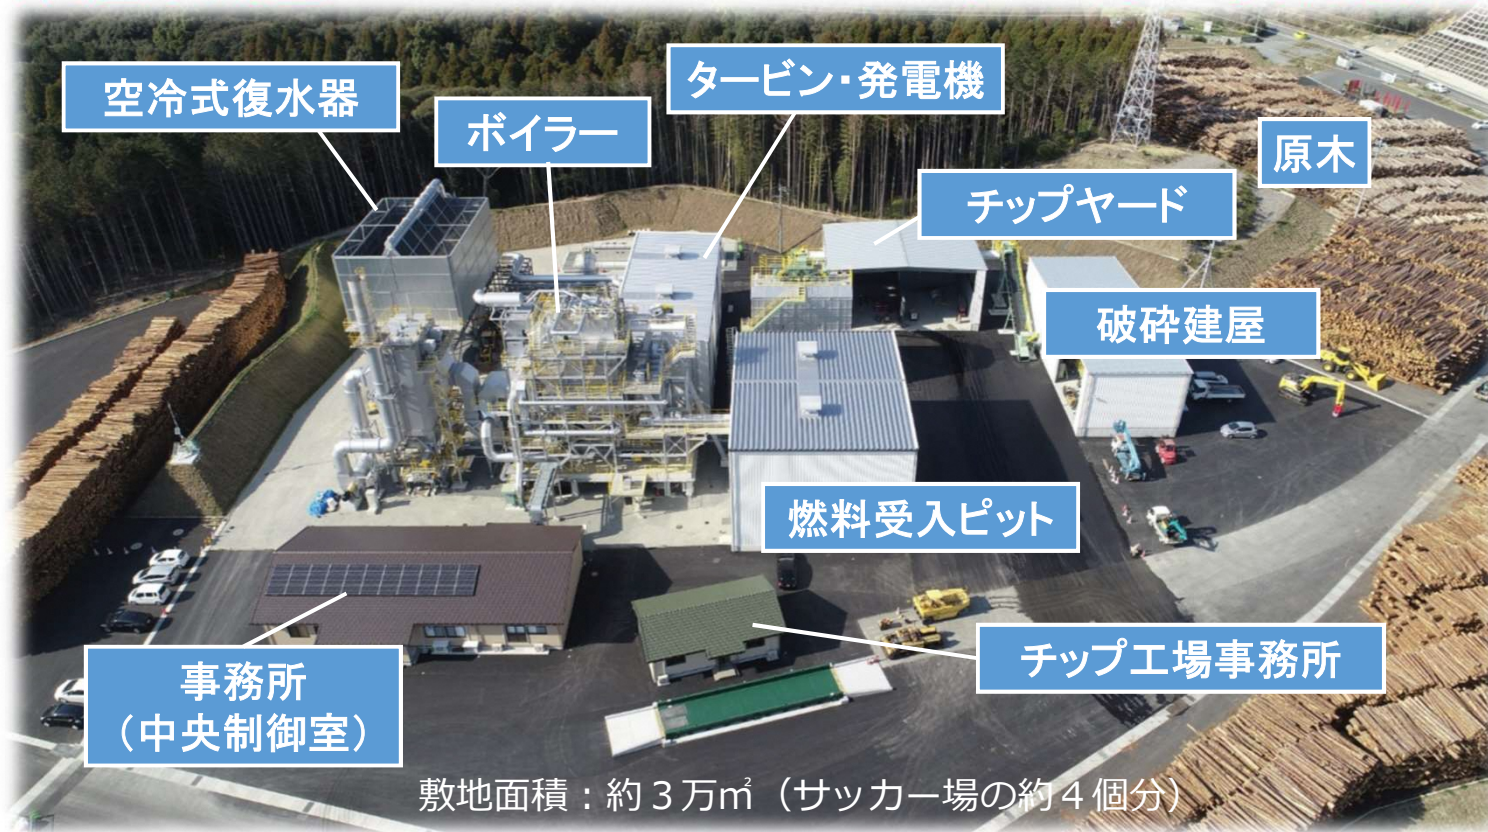 空冷式復水器
ボイラー
タービン・発電機
チップヤード
原木
破砕建屋
燃料受入ピット
チップ工場事務所
事務所
（中央制御室）
敷地面積：約３万㎡（サッカー場の約４個分）